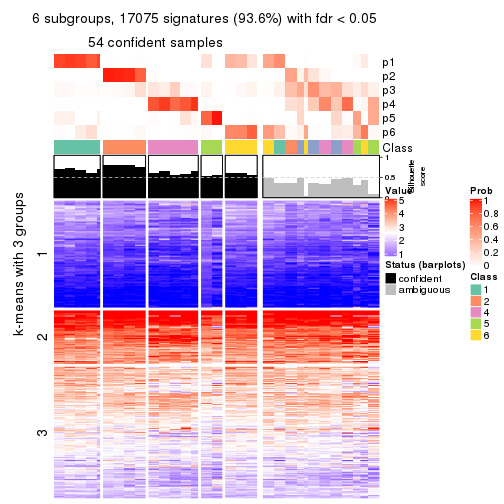 6 subgroups, 17075 signatures (93.6%) with fdr < 0.05
54 confident samples
p1
p2
p3
p4
p5
p6
Class
1
0.5
0
Silhouette
score
k-means with 3 groups
1
2
3
Value
5
4
3
2
1
Status (barplots)
confident
ambiguous
Prob
1
0.8
0.6
0.4
0.2
0
Class
1
2
4
5
6